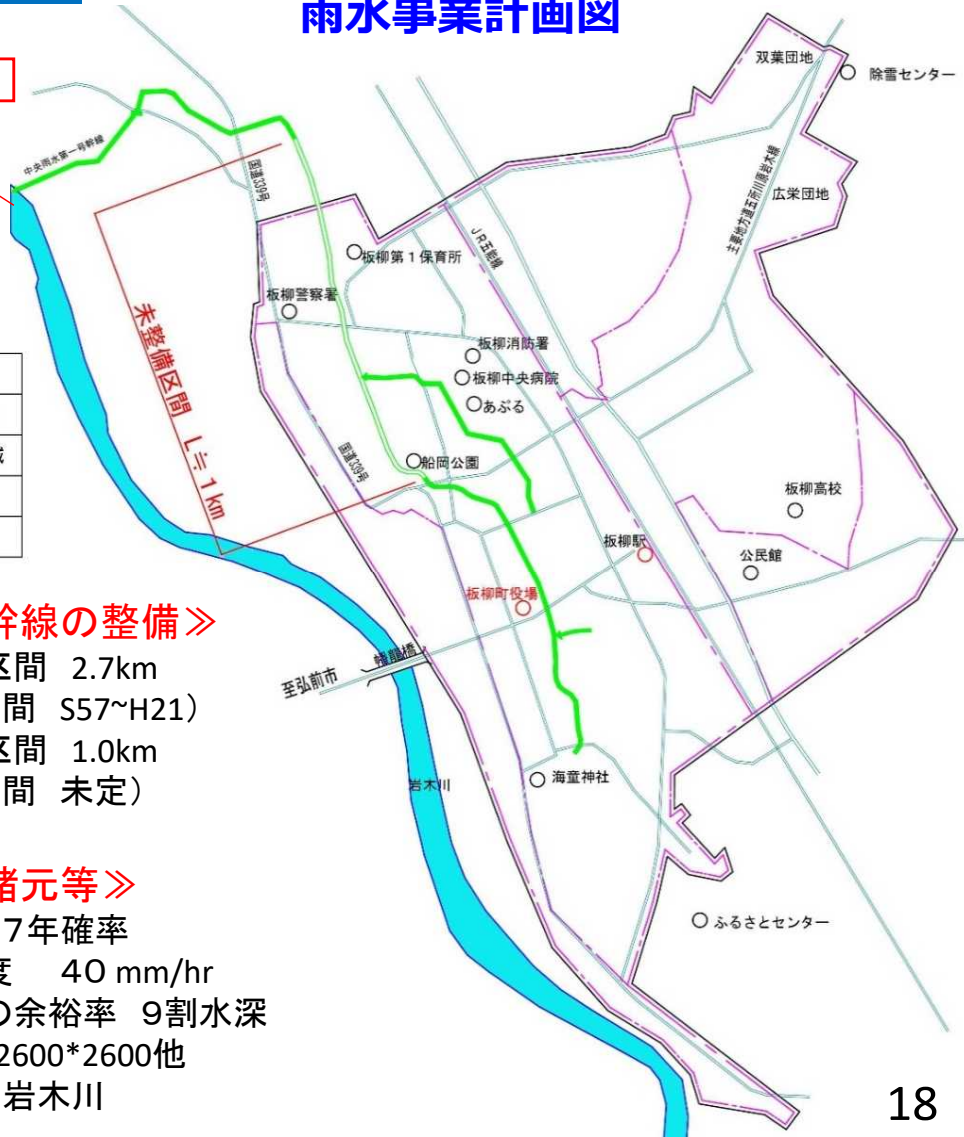 雨水事業計画図
双葉団地
除雪センター
中央雨水第一号幹線
国道339号
主要地方道五所川原岩木線
広栄団地
JR五能線
板柳第1保育所
板柳警察署
未整備区間 L≒1km
板柳消防署
板柳中央病院
あぷる
国道339号
船岡公園
板柳高校
板柳駅
公民館
板柳町役場
幹線の整備≫
区間 2.7km
間 S57~H21)
区間 1.0km
間 未定)
至弘前市
幡龍橋
岩木川
海童神社
諸元等≫
7年確率
度 40 mm/hr
の余裕率 9割水深
2600*2600他
岩木川
ふるさとセンター
18